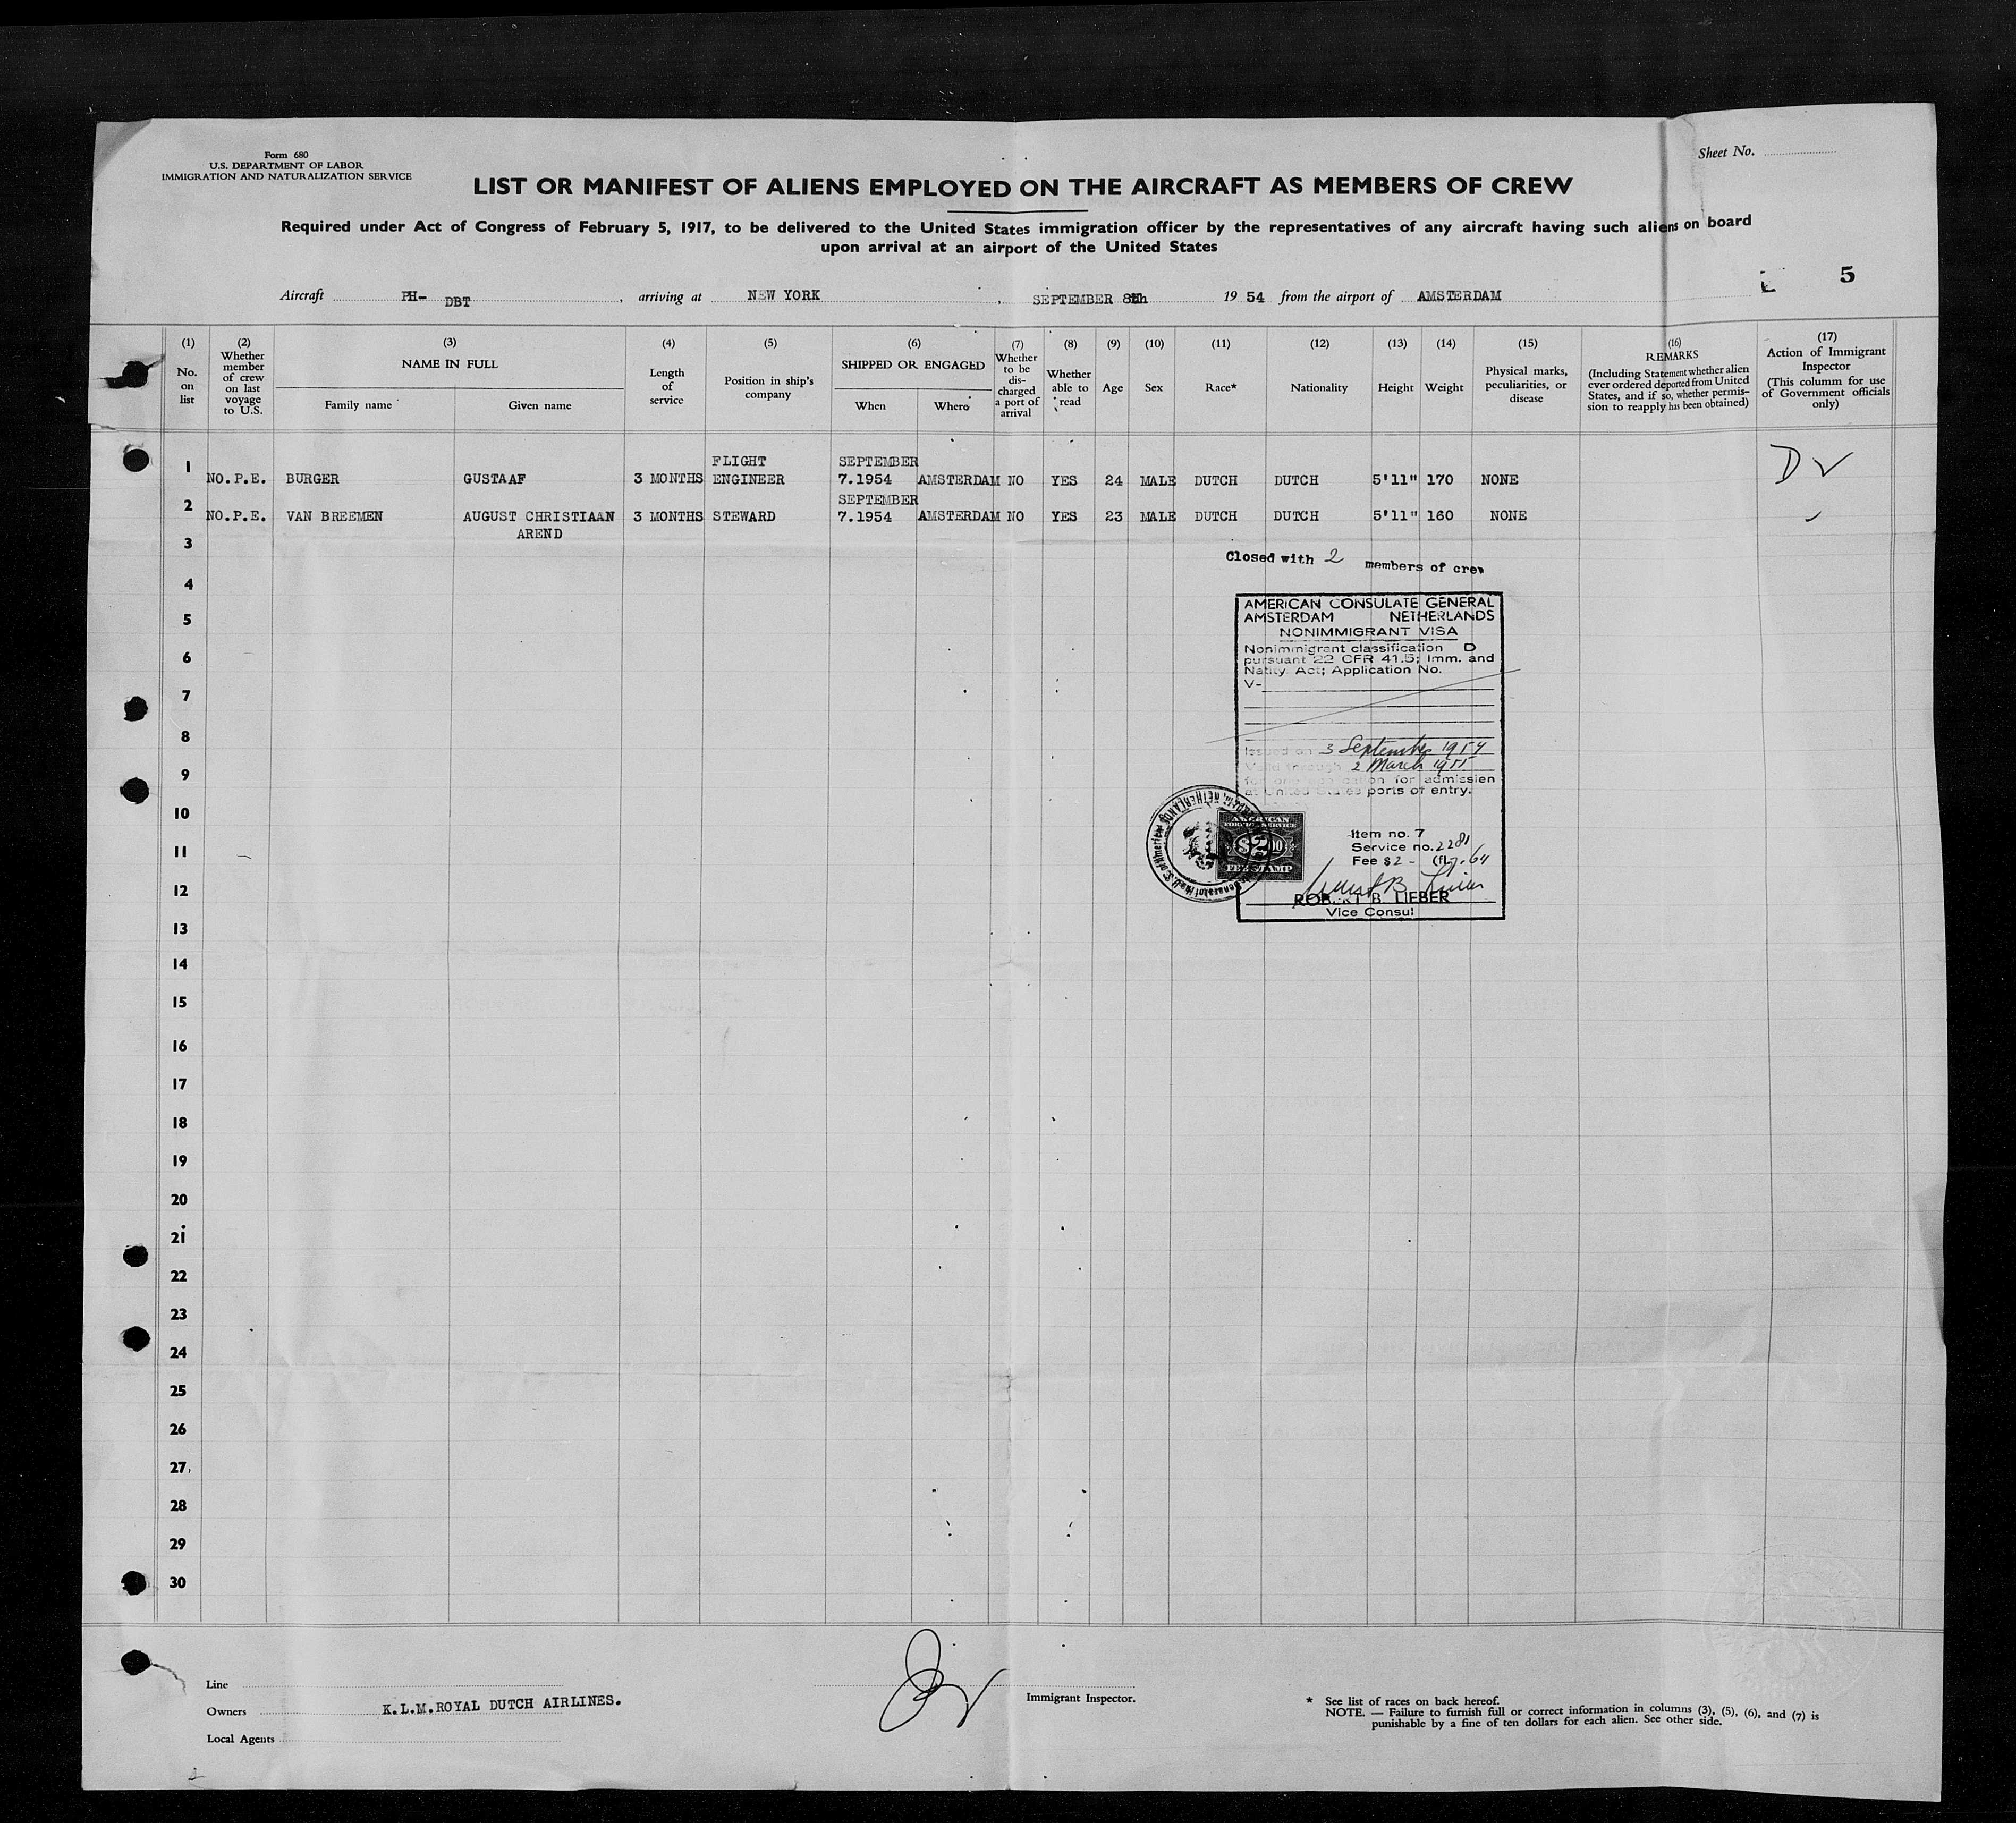 Form 680
U.S. DEPARTMENT OF LABOR
IMMIGRATION AND NATURALIZATION SERVICE
Sheet No.
LIST OR MANIFEST OF ALIENS EMPLOYED ON THE AIRCRAFT AS MEMBERS OF CREW
Required under Act of Congress of February 5, 1917, to be delivered to the United States immigration officer by the representatives of any aircraft having such aliens on board
upon arrival at an airport of the United States
5
Aircraft PH- DBT, arriving at NEW YORK, SEPTEMBER 8th 19 54 from the airport of AMSTERDAM
(1) No. on list
(2) Whether member of crew on last voyage to U.S.
(3) NAME IN FULL
Family name Given name
(4) Length of service
(5) Position in ship's company
(6) SHIPPED OR ENGAGED
When Where
(7) Whether to be discharged a port of arrival
(8) Whether able to read
(9) Age
(10) Sex
(11) Race*
(12) Nationality
(13) Height
(14) Weight
(15) Physical marks, peculiarities, or disease
(16) REMARKS
(Including Statement whether alien ever ordered deported from United States, and if so, whether permission to reapply has been obtained)
(17) Action of Immigrant Inspector
(This column for use of Government officials only)
1 NO.P.E. BURGER GUSTAAF 3 MONTHS FLIGHT ENGINEER SEPTEMBER 7.1954 AMSTERDAM NO YES 24 MALE DUTCH DUTCH 5'11" 170 NONE D ✓
2 NO.P.E. VAN BREEMEN AUGUST CHRISTIAAN AREND 3 MONTHS STEWARD SEPTEMBER 7.1954 AMSTERDAM NO YES 23 MALE DUTCH DUTCH 5'11" 160 NONE ✓
3
Closed with 2 members of crew
4
5
6
7
8
9
10
11
12
13
14
15
16
17
18
19
20
21
22
23
24
25
26
27
28
29
30
AMERICAN CONSULATE GENERAL
AMSTERDAM NETHERLANDS
NONIMMIGRANT VISA
Nonimmigrant classification D
pursuant 22 CFR 41.5; Imm. and
Natlty. Act; Application No.
V-
Issued on 3 September 1954
Valid through 2 March 1955
for one application for admission
at United States ports of entry.
AMERICAN
FOREIGN SERVICE
$2.00
FEE STAMP
Item no. 7
Service no. 2281
Fee $2 - (fl. 7.64
ROBERT B. LIEBER
Vice Consul
Line
Owners K.L.M.ROYAL DUTCH AIRLINES.
Local Agents
Immigrant Inspector.
* See list of races on back hereof.
NOTE. — Failure to furnish full or correct information in columns (3), (5), (6), and (7) is
punishable by a fine of ten dollars for each alien. See other side.